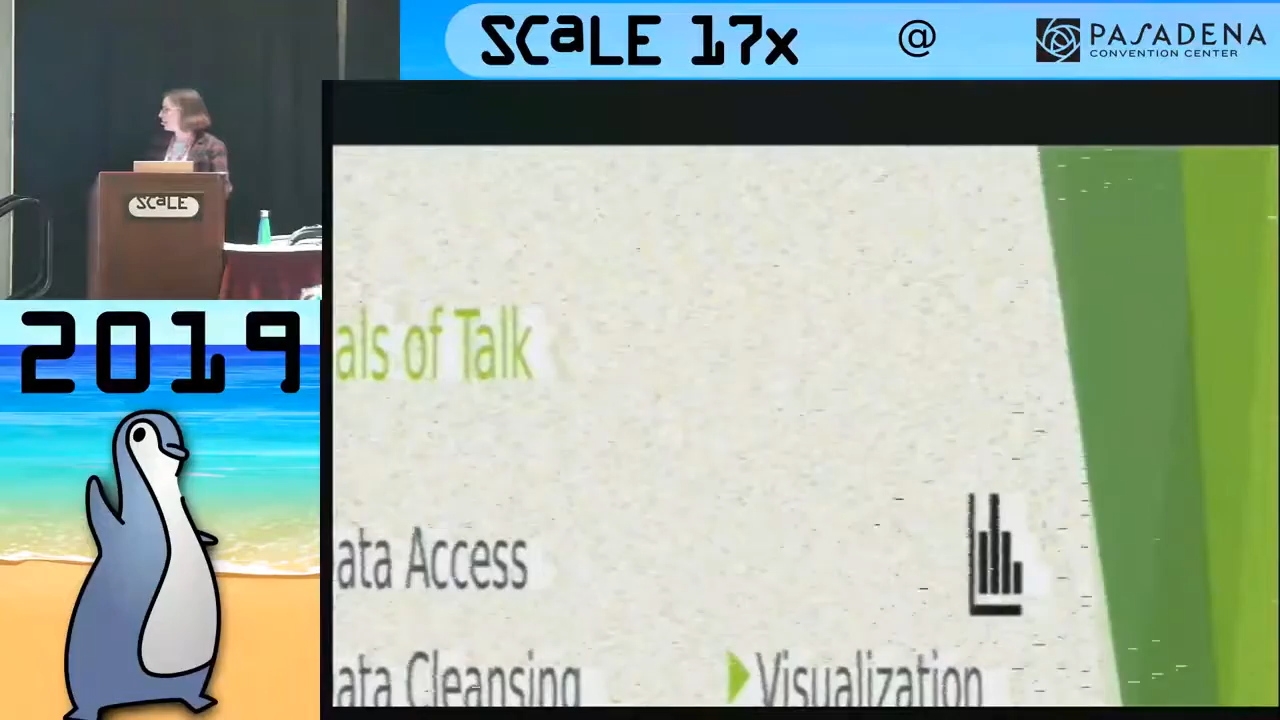 SCaLE 17x @ PASADENA
CONVENTION CENTER
SCaLE
2019
als of Talk
ata Access
ata Cleansing
Visualization